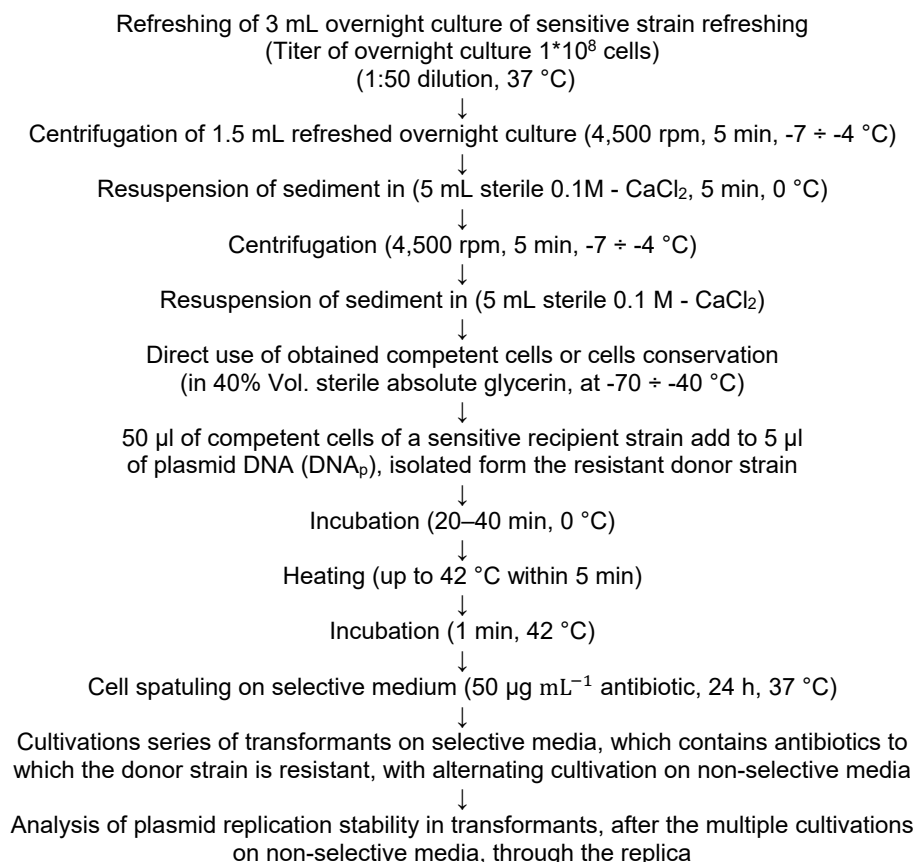 Refreshing of 3 mL overnight culture of sensitive strain refreshing
(Titer of overnight culture 1*10⁸ cells)
(1:50 dilution, 37 °C)
↓
Centrifugation of 1.5 mL refreshed overnight culture (4,500 rpm, 5 min, -7 ÷ -4 °C)
↓
Resuspension of sediment in (5 mL sterile 0.1M - CaCl₂, 5 min, 0 °C)
↓
Centrifugation (4,500 rpm, 5 min, -7 ÷ -4 °C)
↓
Resuspension of sediment in (5 mL sterile 0.1 M - CaCl₂)
↓
Direct use of obtained competent cells or cells conservation
(in 40% Vol. sterile absolute glycerin, at -70 ÷ -40 °C)
↓
50 µl of competent cells of a sensitive recipient strain add to 5 µl
of plasmid DNA (DNAₚ), isolated form the resistant donor strain
↓
Incubation (20–40 min, 0 °C)
↓
Heating (up to 42 °C within 5 min)
↓
Incubation (1 min, 42 °C)
↓
Cell spatuling on selective medium (50 µg mL⁻¹ antibiotic, 24 h, 37 °C)
↓
Cultivations series of transformants on selective media, which contains antibiotics to
which the donor strain is resistant, with alternating cultivation on non-selective media
↓
Analysis of plasmid replication stability in transformants, after the multiple cultivations
on non-selective media, through the replica